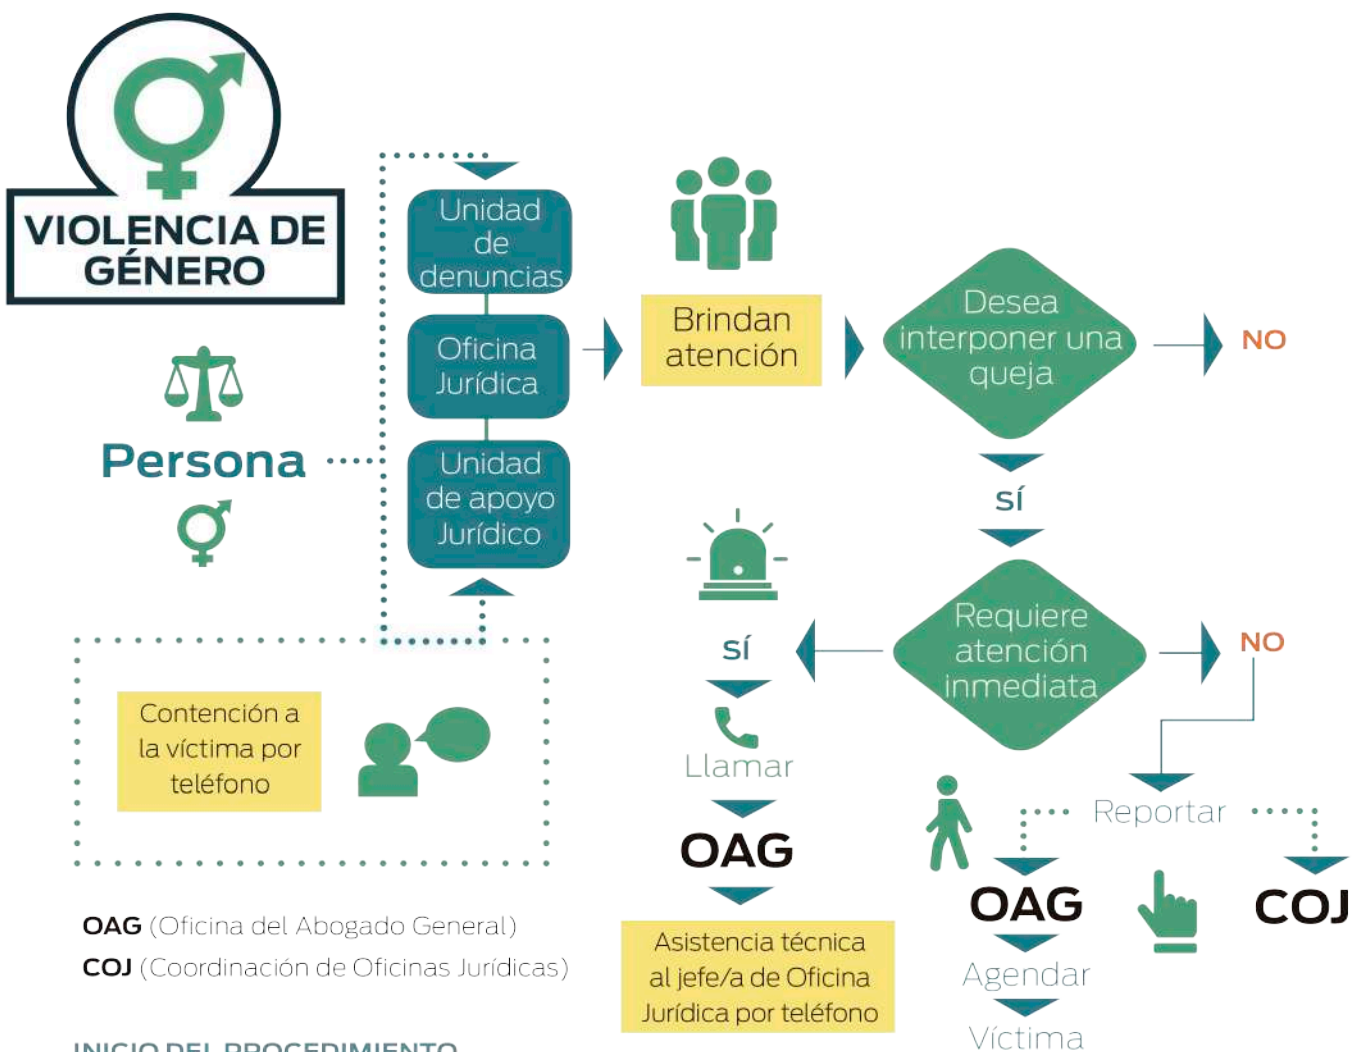 VIOLENCIA DE
GÉNERO
Persona
Unidad
de
denuncias
Oficina
Jurídica
Unidad
de apoyo
Jurídico
Brindan
atención
Desea
interponer una
queja
NO
SÍ
Requiere
atención
inmediata
NO
SÍ
Llamar
OAG
Asistencia técnica
al jefe/a de Oficina
Jurídica por teléfono
Reportar
OAG
COJ
Agendar
Víctima
Contención a
la víctima por
teléfono
OAG (Oficina del Abogado General)
COJ (Coordinación de Oficinas Jurídicas)
INICIO DEL PROCEDIMIENTO